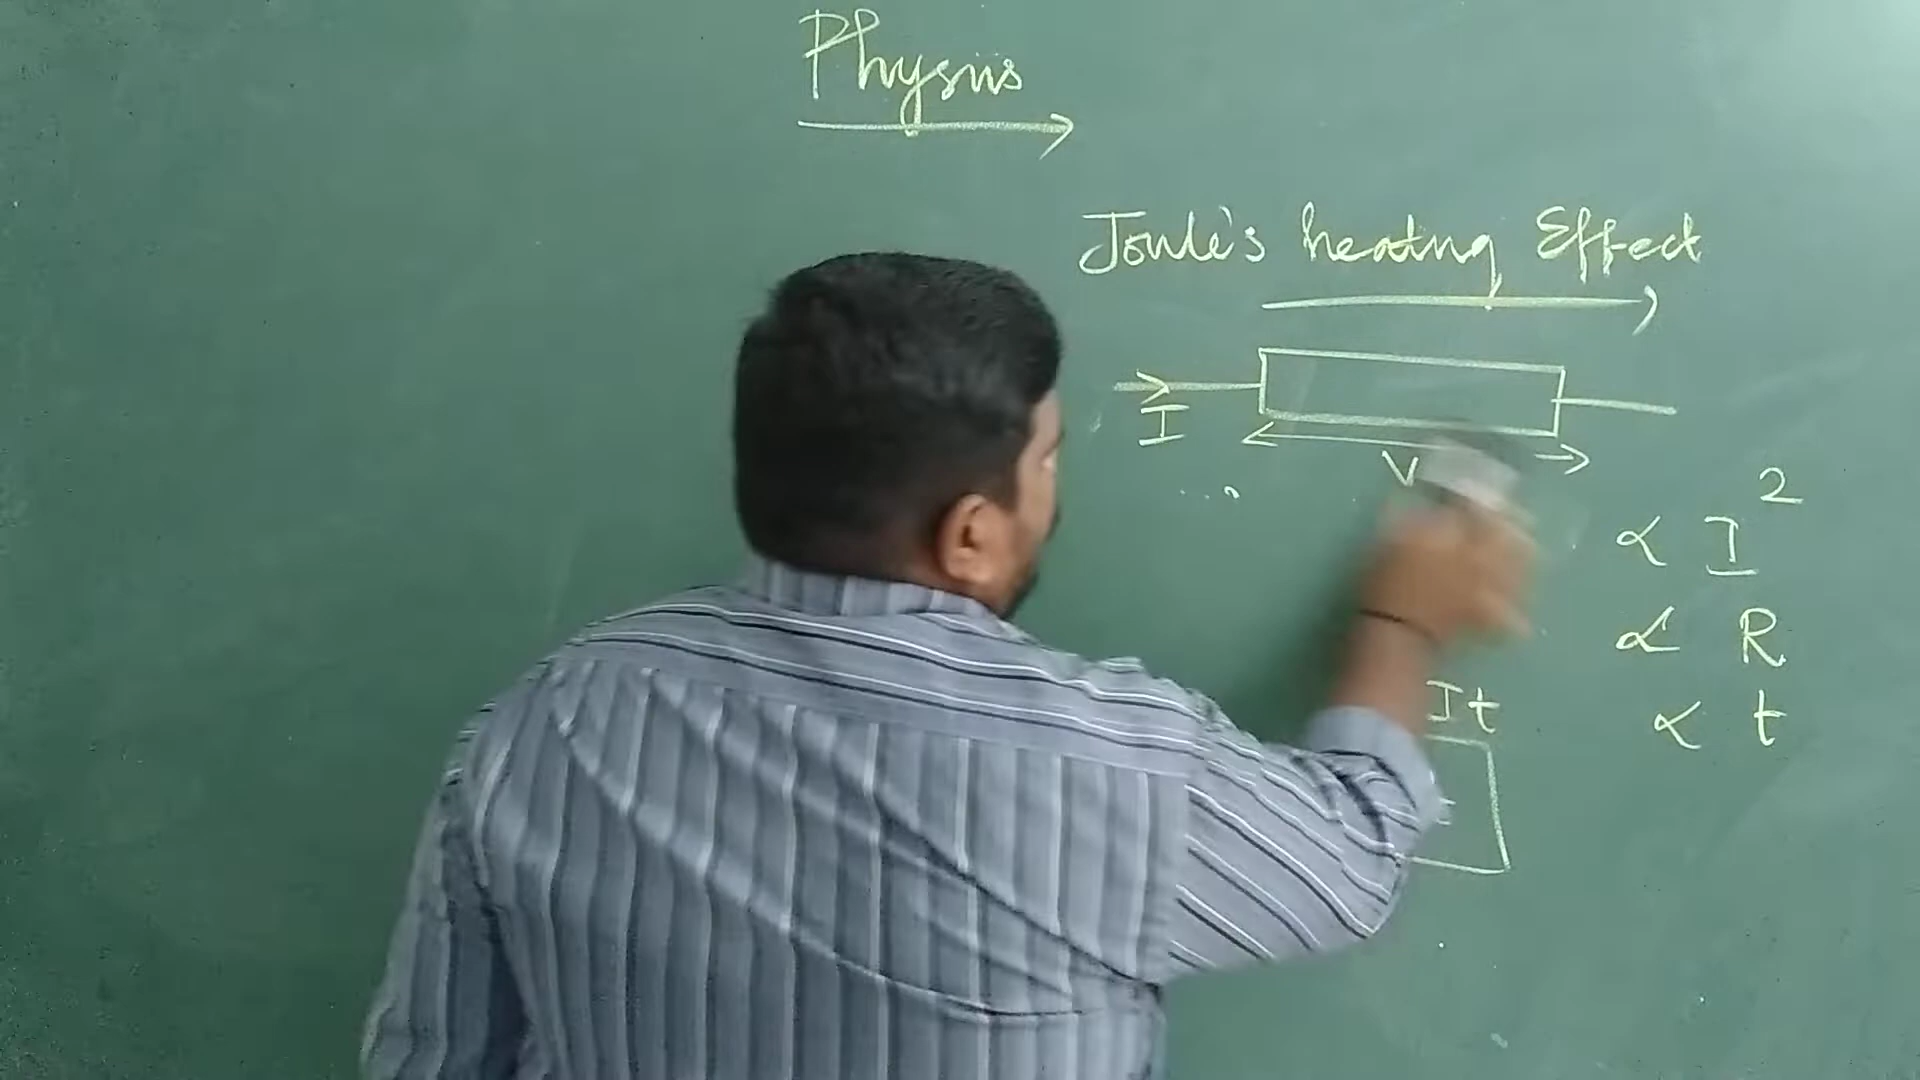 Physics
Joule's heating Effect
I
V
α I²
α R
It
α t